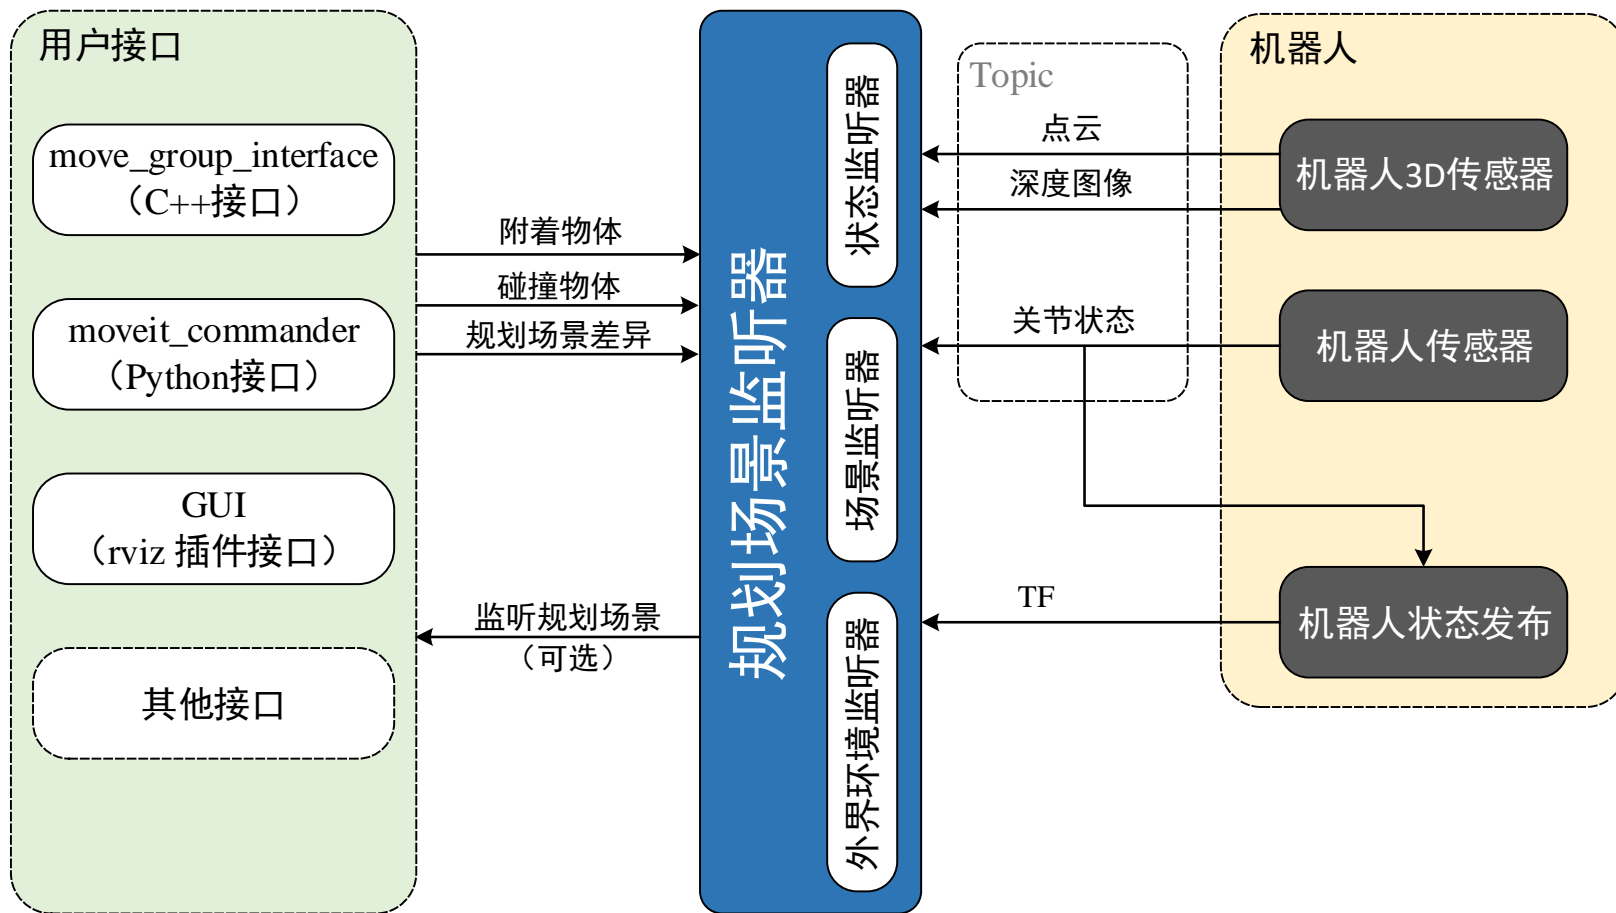 用户接口
move_group_interface
（C++接口）
moveit_commander
（Python接口）
GUI
（rviz 插件接口）
其他接口
附着物体
碰撞物体
规划场景差异
监听规划场景
（可选）
规划场景监听器
状态监听器
场景监听器
外界环境监听器
Topic
点云
深度图像
关节状态
TF
机器人
机器人3D传感器
机器人传感器
机器人状态发布